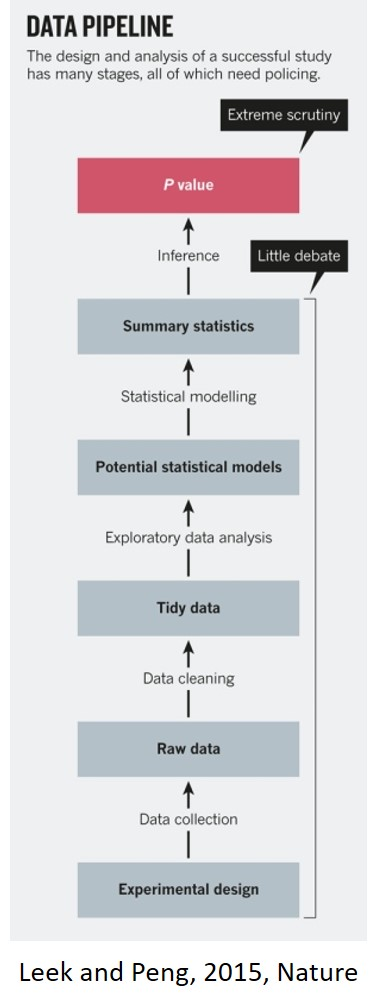 DATA PIPELINE
The design and analysis of a successful study
has many stages, all of which need policing.
Extreme scrutiny
P value
Inference
Little debate
Summary statistics
Statistical modelling
Potential statistical models
Exploratory data analysis
Tidy data
Data cleaning
Raw data
Data collection
Experimental design
Leek and Peng, 2015, Nature